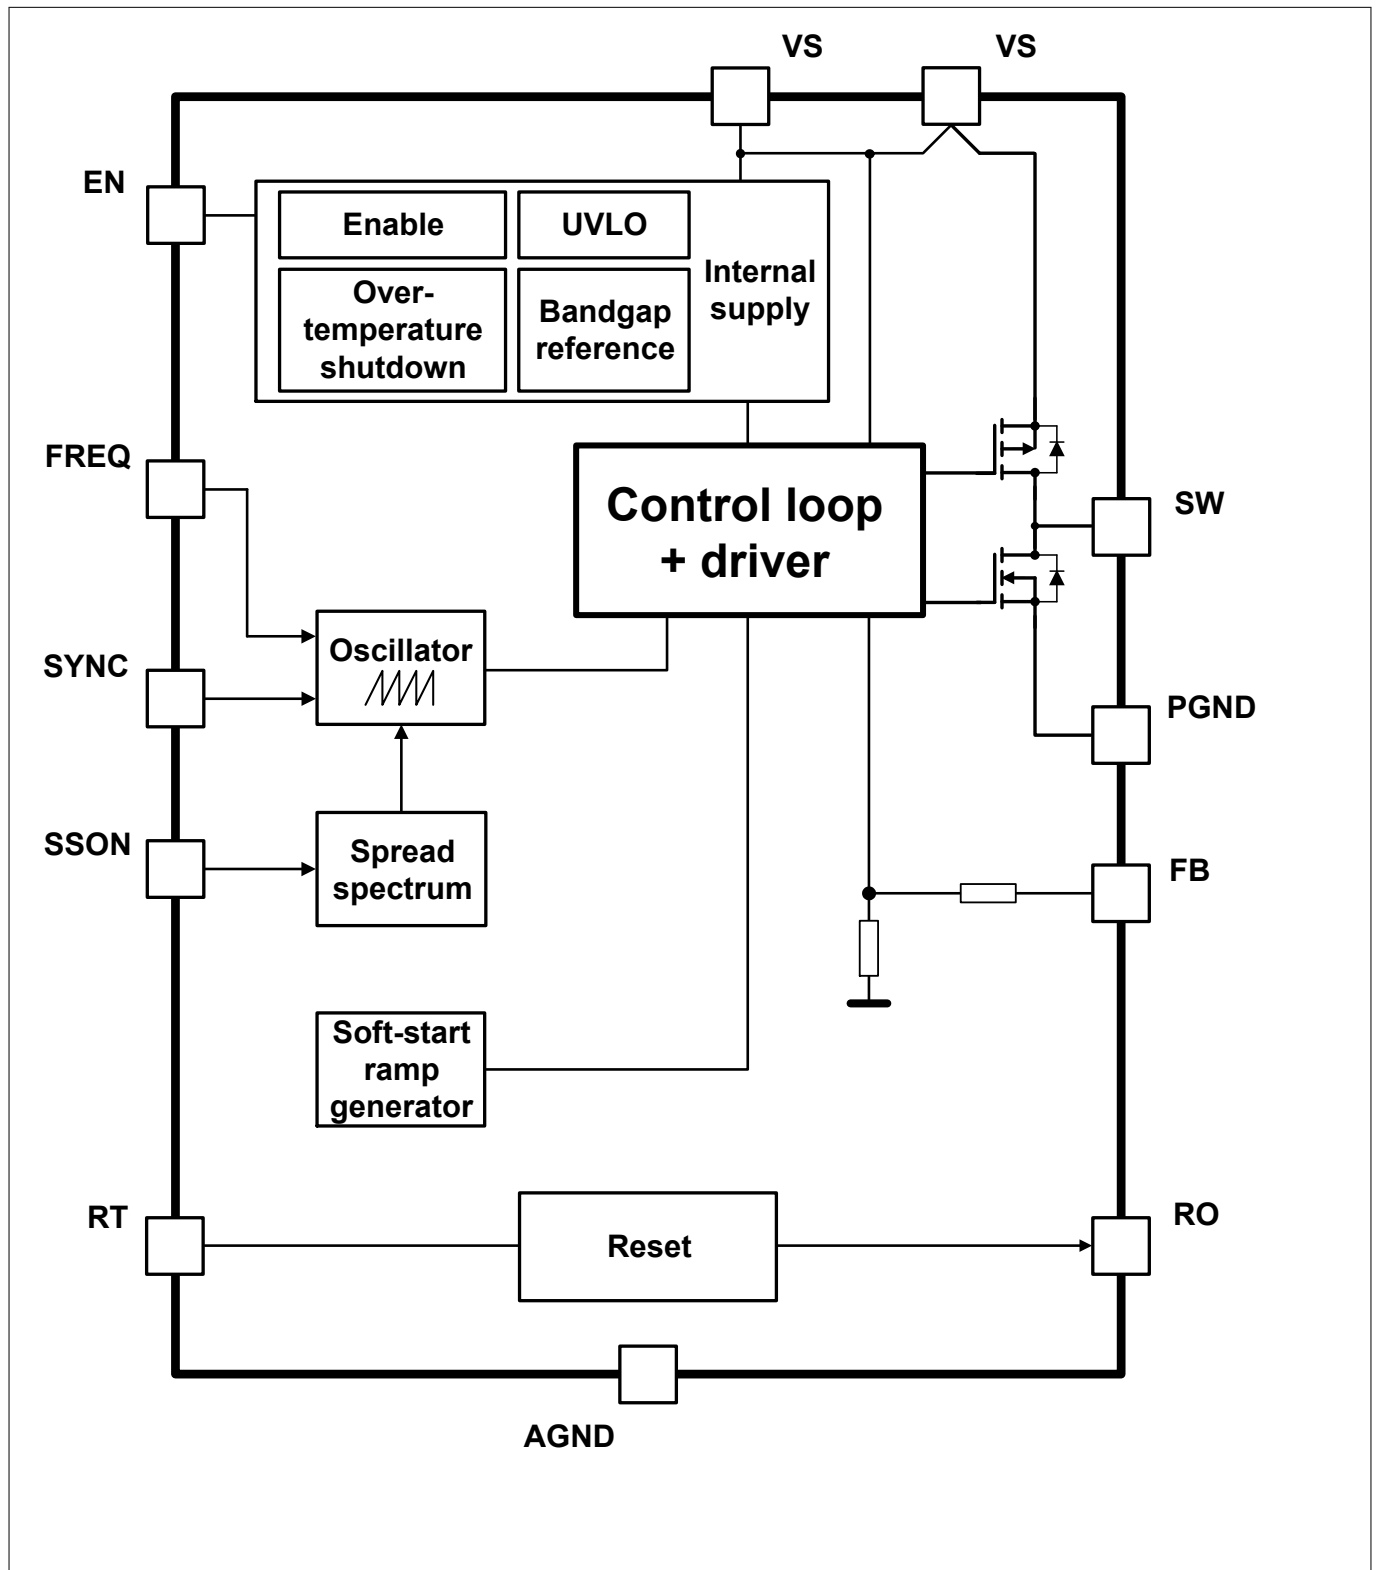 VS
VS
EN
Enable
UVLO
Over-
temperature
shutdown
Bandgap
reference
Internal
supply
FREQ
Control loop
+ driver
SW
SYNC
Oscillator
PGND
SSON
Spread
spectrum
FB
Soft-start
ramp
generator
RT
Reset
RO
AGND